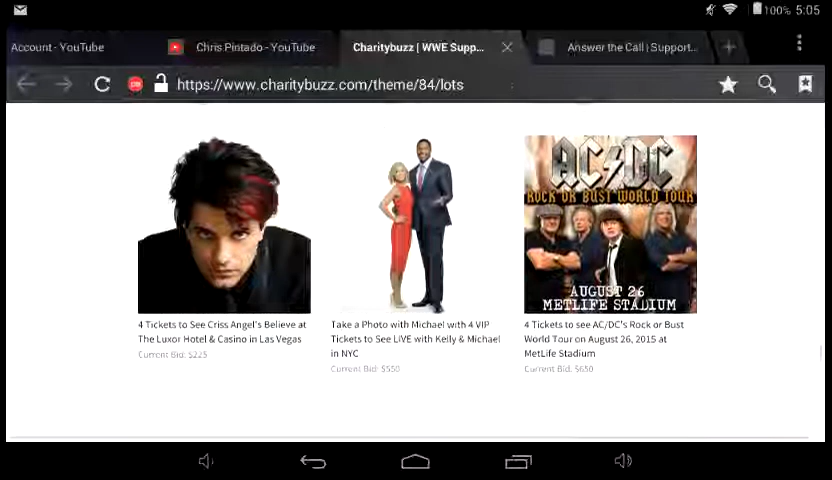 100% 5:05
Account - YouTube
Chris Pintado - YouTube
Charitybuzz | WWE Supp...
Answer the Call | Support...
https://www.charitybuzz.com/theme/84/lots
AC/DC
ROCK OR BUST WORLD TOUR
AUGUST 26
METLIFE STADIUM
4 Tickets to See Criss Angel's Believe at
The Luxor Hotel & Casino in Las Vegas
Current Bid: $225
Take a Photo with Michael with 4 VIP
Tickets to See LIVE with Kelly & Michael
in NYC
Current Bid: $550
4 Tickets to see AC/DC's Rock or Bust
World Tour on August 26, 2015 at
MetLife Stadium
Current Bid: $650